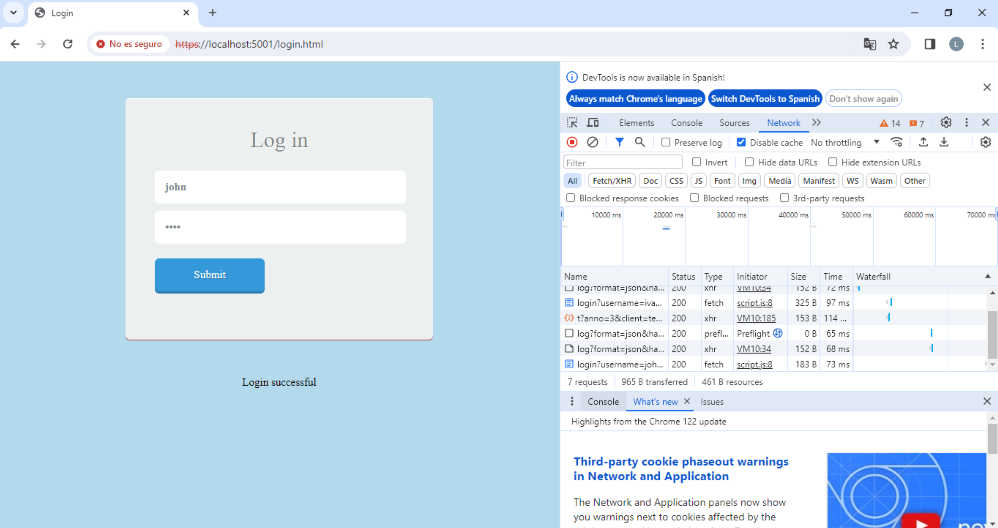 Login
No es seguro
https://localhost:5001/login.html
L
Log in
john
••••
Submit
Login successful
DevTools is now available in Spanish!
Always match Chrome's language
Switch DevTools to Spanish
Don't show again
Elements Console Sources Network 14 7
Preserve log Disable cache No throttling
Filter Invert Hide data URLs Hide extension URLs
All Fetch/XHR Doc CSS JS Font Img Media Manifest WS Wasm Other
Blocked response cookies Blocked requests 3rd-party requests
10000 ms 20000 ms 30000 ms 40000 ms 50000 ms 60000 ms 70000 ms
Name Status Type Initiator Size Time Waterfall
log?format=json&ha... 200 xhr VM10:34 152 B 72 ms
login?username=iva... 200 fetch script.js:8 325 B 97 ms
t?anno=3&client=te... 200 xhr VM10:185 153 B 114 ...
log?format=json&ha... 200 prefl... Preflight 0 B 65 ms
log?format=json&ha... 200 xhr VM10:34 152 B 68 ms
login?username=joh... 200 fetch script.js:8 183 B 73 ms
7 requests 965 B transferred 461 B resources
Console What's new Issues
Highlights from the Chrome 122 update
Third-party cookie phaseout warnings
in Network and Application
The Network and Application panels now show
you warnings next to cookies affected by the